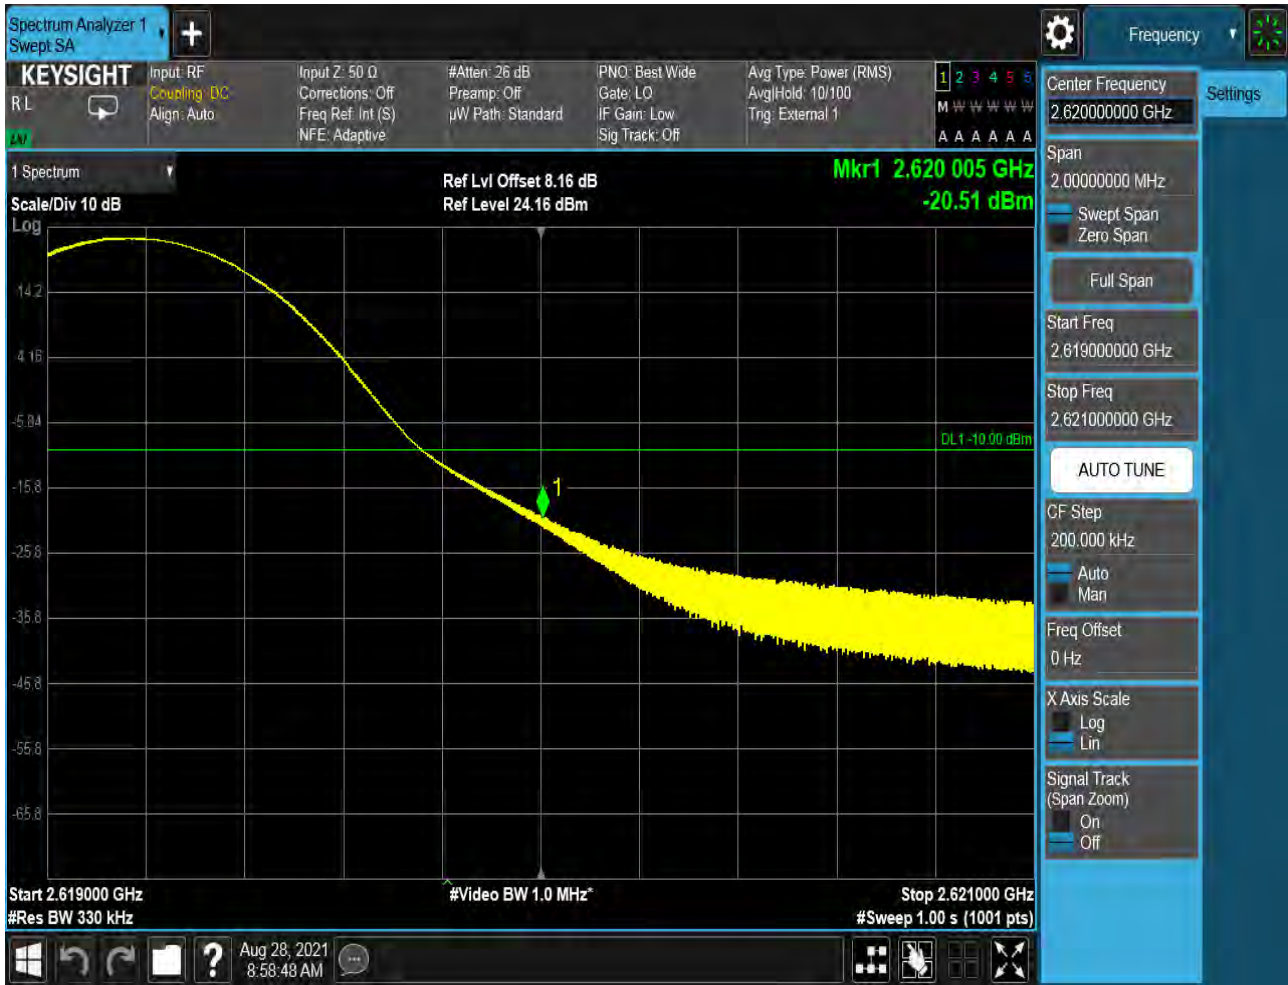 Spectrum Analyzer 1
Swept SA
+
Frequency
KEYSIGHT
R L
LNI
Input: RF
Coupling: DC
Align: Auto
Input Z: 50 Ω
Corrections: Off
Freq Ref: Int (S)
NFE: Adaptive
#Atten: 26 dB
Preamp: Off
µW Path: Standard
PNO: Best Wide
Gate: LO
IF Gain: Low
Sig Track: Off
Avg Type: Power (RMS)
Avg|Hold: 10/100
Trig: External 1
1 2 3 4 5 6
M W W W W W
A A A A A A
1 Spectrum
Scale/Div 10 dB
Log
Ref Lvl Offset 8.16 dB
Ref Level 24.16 dBm
Mkr1 2.620 005 GHz
-20.51 dBm
14.2
4.16
-5.84
DL1 -10.00 dBm
-15.8
1
-25.8
-35.8
-45.8
-55.8
-65.8
Start 2.619000 GHz
#Res BW 330 kHz
#Video BW 1.0 MHz*
Stop 2.621000 GHz
#Sweep 1.00 s (1001 pts)
?
Aug 28, 2021
8:58:48 AM
Center Frequency
2.620000000 GHz
Settings
Span
2.00000000 MHz
Swept Span
Zero Span
Full Span
Start Freq
2.619000000 GHz
Stop Freq
2.621000000 GHz
AUTO TUNE
CF Step
200.000 kHz
Auto
Man
Freq Offset
0 Hz
X Axis Scale
Log
Lin
Signal Track
(Span Zoom)
On
Off